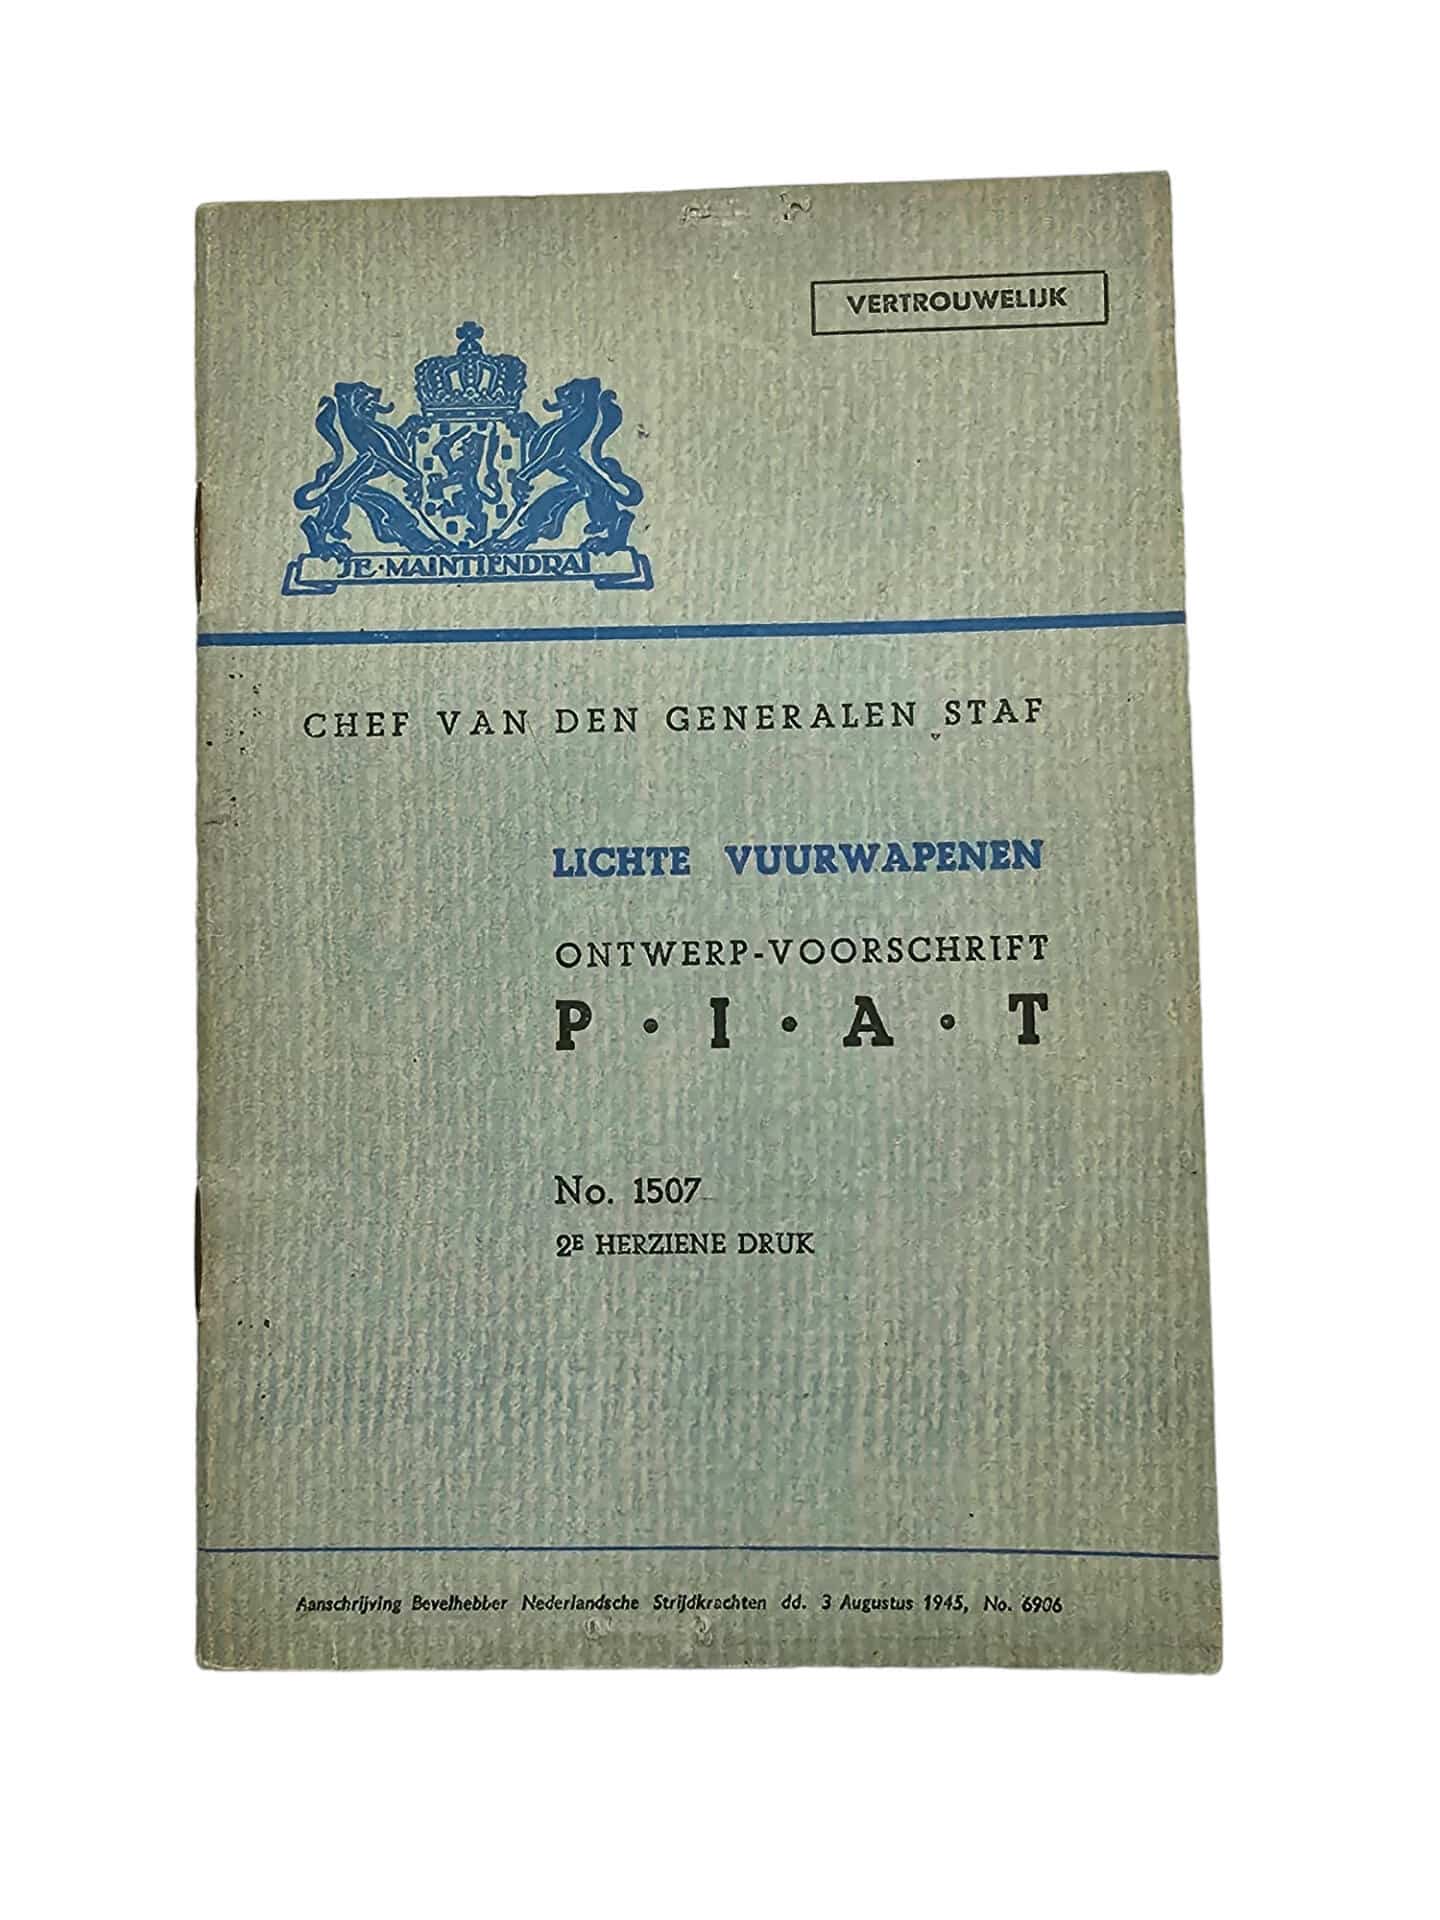 VERTROUWELIJK
JE·MAINTIENDRAI
CHEF VAN DEN GENERALEN STAF
LICHTE VUURWAPENEN
ONTWERP-VOORSCHRIFT
P·I·A·T
No. 1507
2E HERZIENE DRUK
Aanschrijving Bevelhebber Nederlandsche Strijdkrachten dd. 3 Augustus 1945, No. 6906